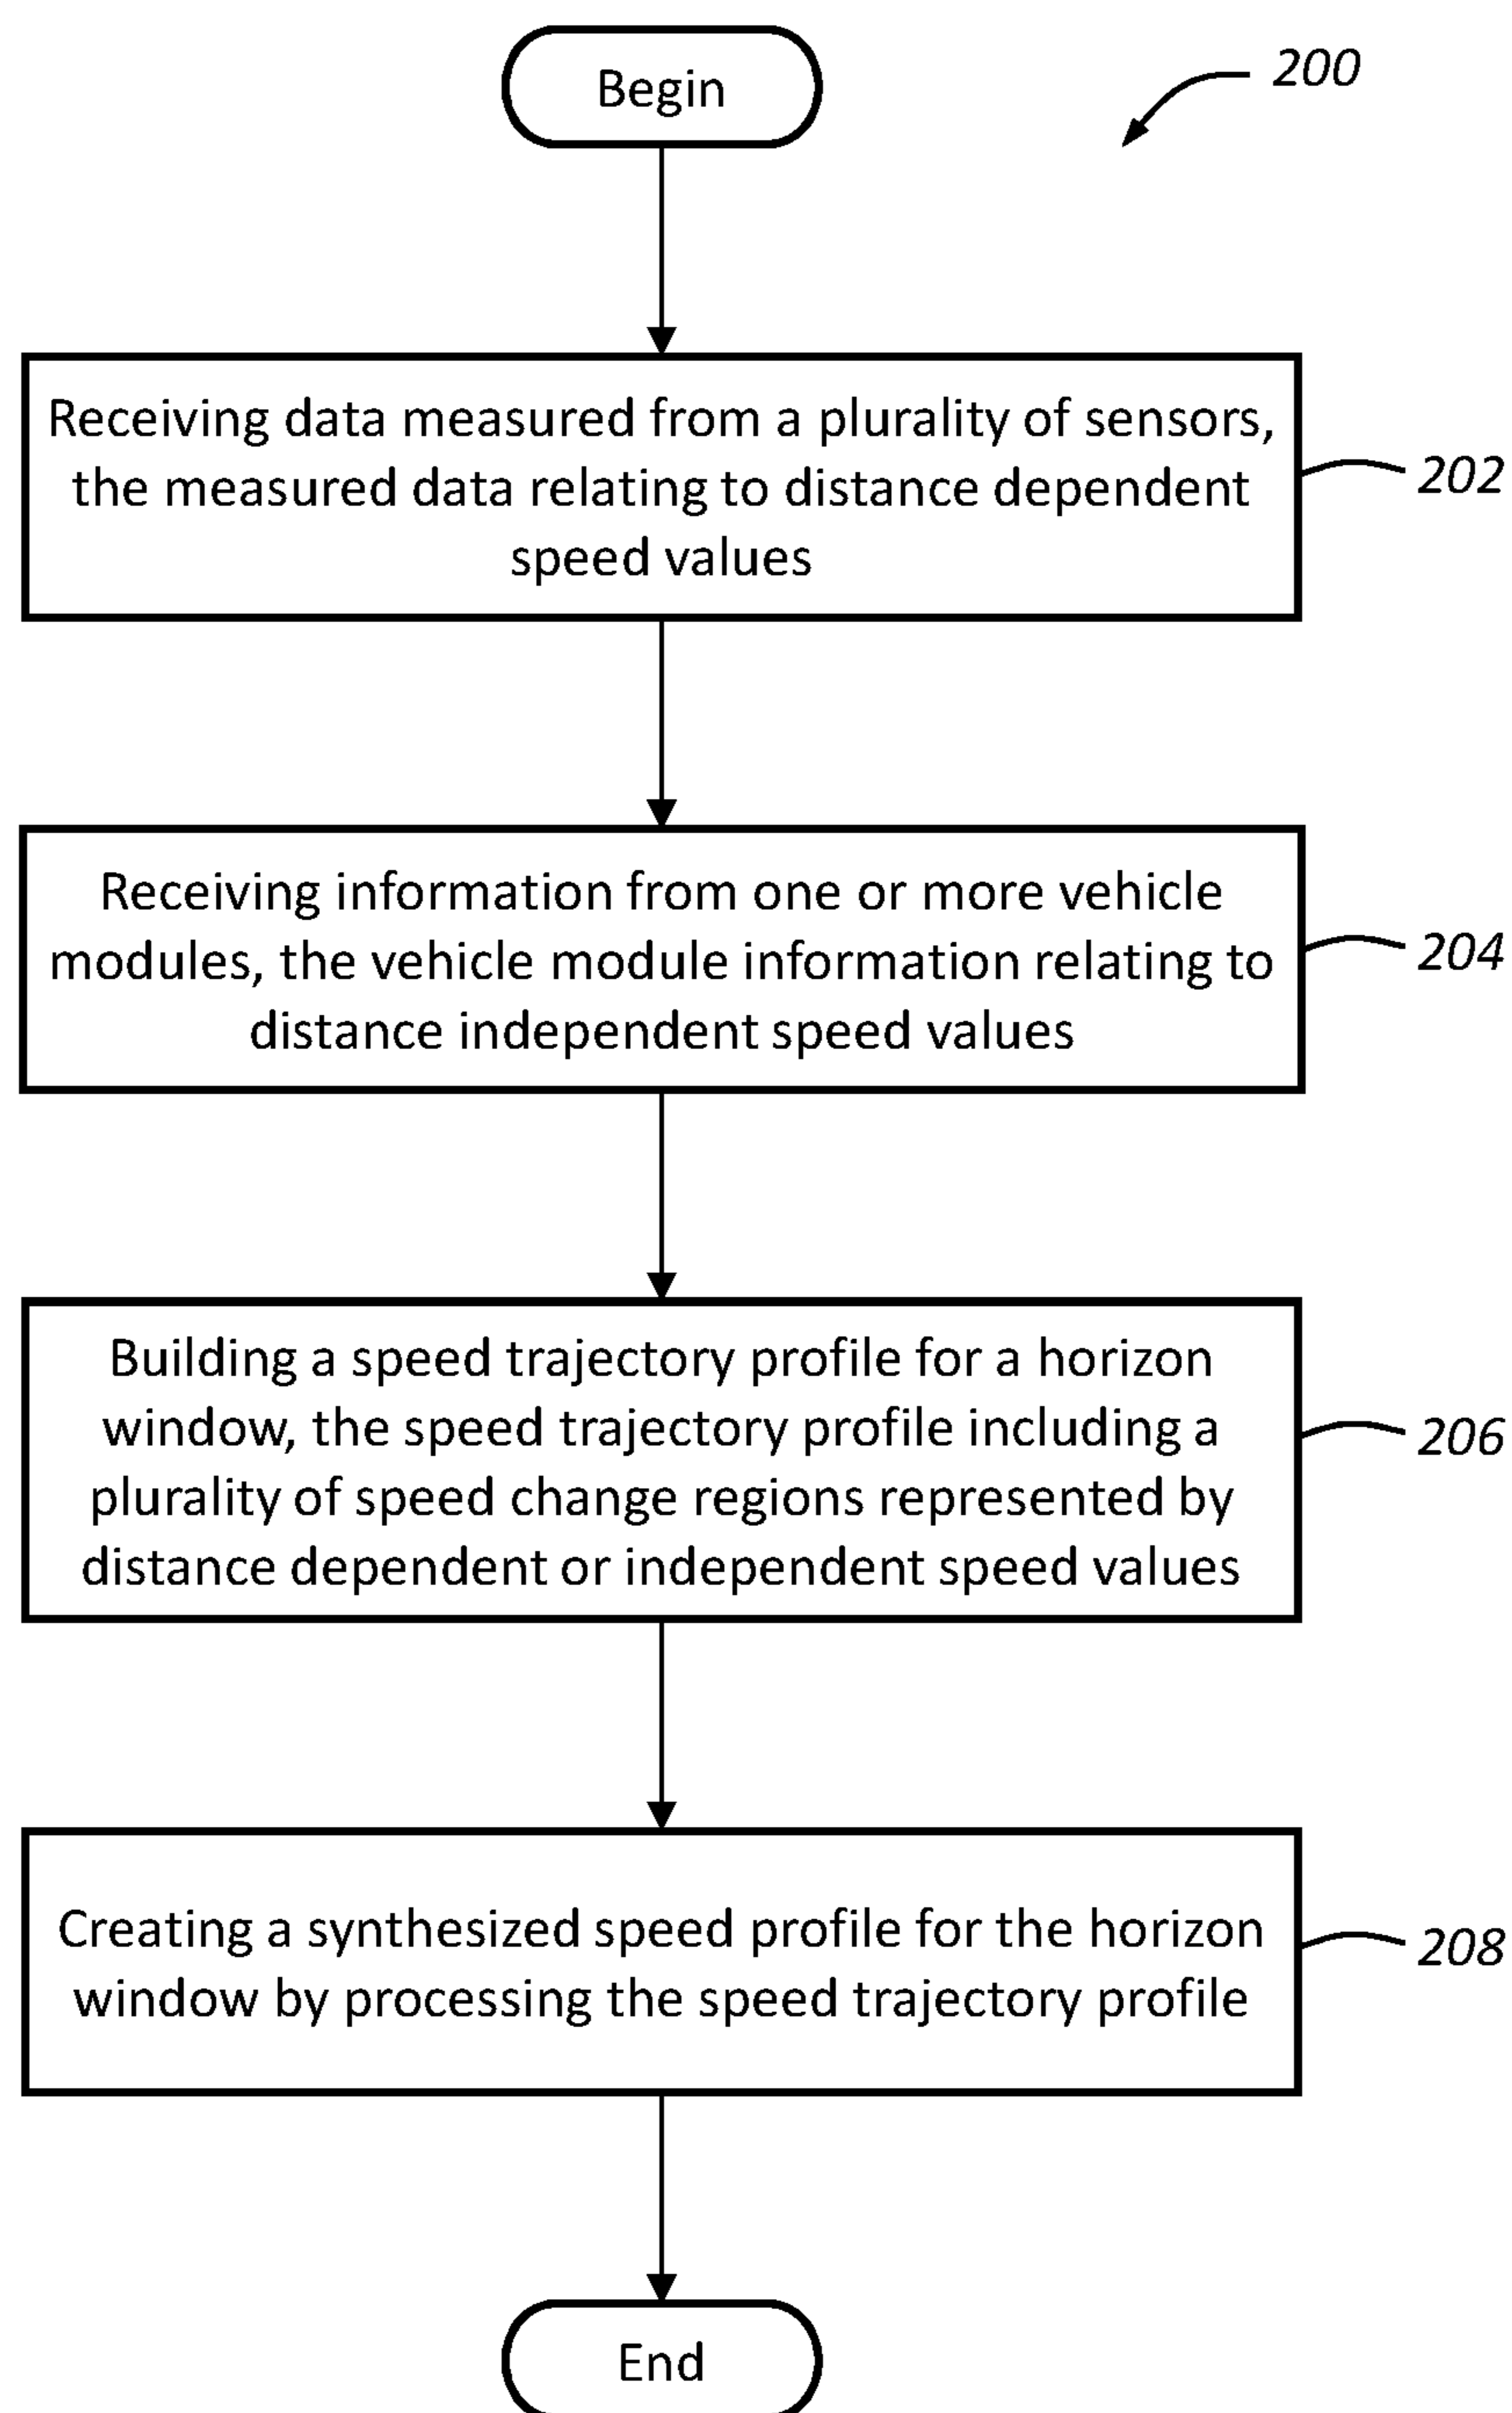 Begin
200
Receiving data measured from a plurality of sensors,
the measured data relating to distance dependent
speed values
202
Receiving information from one or more vehicle
modules, the vehicle module information relating to
distance independent speed values
204
Building a speed trajectory profile for a horizon
window, the speed trajectory profile including a
plurality of speed change regions represented by
distance dependent or independent speed values
206
Creating a synthesized speed profile for the horizon
window by processing the speed trajectory profile
208
End